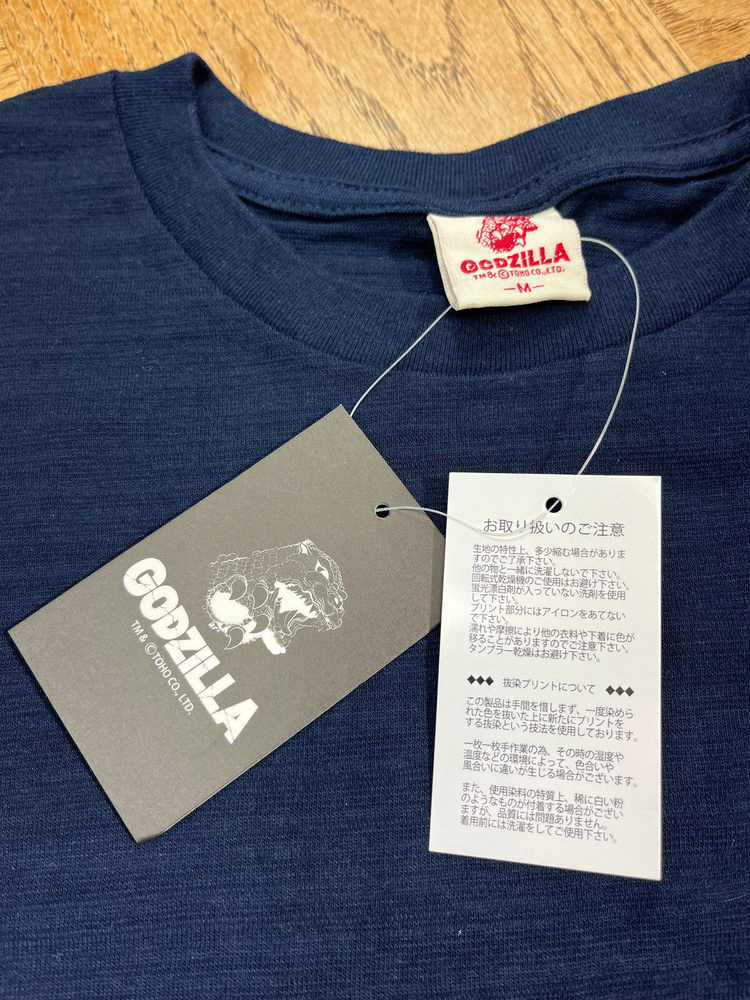 GODZILLA
TM & ©TOHO CO.,LTD.
-M-
GODZILLA
TM & ©TOHO CO., LTD.
お取り扱いのご注意
生地の特性上、多少縮む場合がありま
すのでご了承下さい。
他の物と一緒に洗濯しないで下さい。
回転式乾燥機のご使用はお避け下さい。
蛍光漂白剤が入っていない洗剤を使用
して下さい。
プリント部分にはアイロンをあてない
で下さい。
濡れや摩擦により他の衣料や下着に色が
移ることがありますのでご注意下さい。
タンブラー乾燥はお避け下さい。
◆◆◆ 抜染プリントについて ◆◆◆
この製品は手間を惜しまず、一度染めら
れた色を抜いた上に新たにプリントを
する抜染という技法を使用しております。
一枚一枚手作業の為、その時の湿度や
温度などの環境によって、色合いや
風合いに違いが生じる場合がございます。
また、使用染料の特質上、稀に白い粉
のようなものが付着する場合がござい
ますが、品質には問題ありません。
着用前には洗濯をしてご使用下さい。